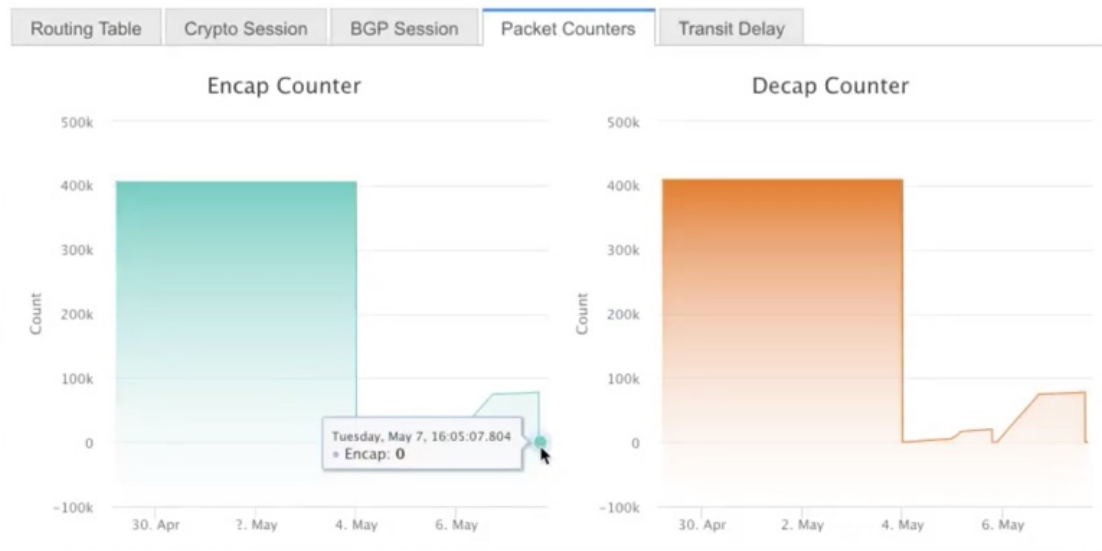 Routing Table Crypto Session BGP Session Packet Counters Transit Delay
Encap Counter
500k
400k
300k
200k
100k
0
-100k
Count
Tuesday, May 7, 16:05:07.804
Encap: 0
30. Apr ?. May 4. May 6. May
Decap Counter
500k
400k
300k
200k
100k
0
-100k
Count
30. Apr 2. May 4. May 6. May